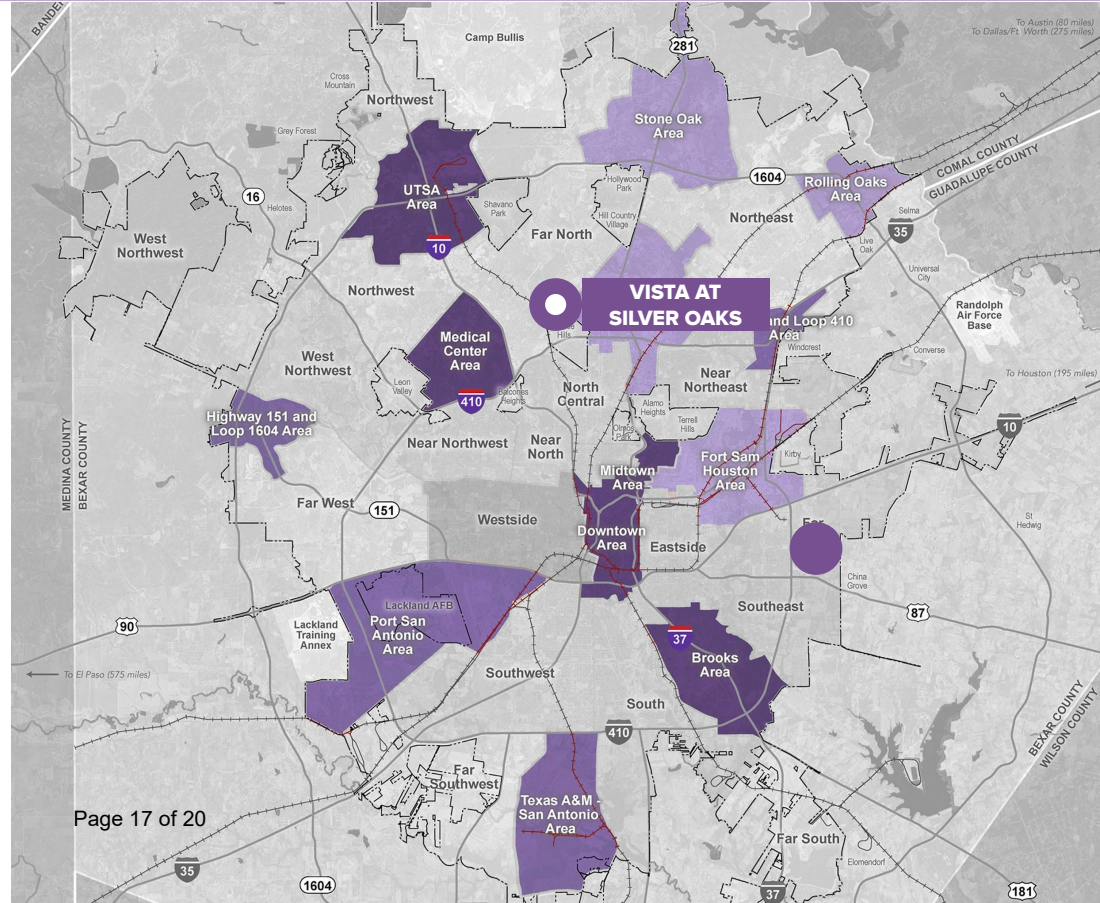 BANDE
To Austin (80 miles)
To Dallas/Ft. Worth (275 miles)
Camp Bullis
281
Cross
Mountain
Northwest
Stone Oak
Area
Grey Forest
COMAL COUNTY
GUADALUPE COUNTY
1604
Hollywood
Park
UTSA
Area
Rolling Oaks
Area
16
Helotes
Shavano
Park
Hill Country
Village
Northeast
Selma
35
West
Northwest
Far North
10
Live
Oak
Northwest
Universal
City
VISTA AT
SILVER OAKS
Hills
and Loop 410
Area
Randolph
Air Force
Base
Medical
Center
Area
Windcrest
Converse
West
Northwest
Leon
Valley
410
Balcones
Heights
North
Central
Near
Northeast
To Houston (195 miles)
Alamo
Heights
Olmos
Park
Terrell
Hills
Highway 151 and
Loop 1604 Area
10
Near Northwest
Near
North
Kirby
MEDINA COUNTY
BEXAR COUNTY
Midtown
Area
Fort Sam
Houston
Area
Far West
151
Westside
Downtown
Area
Eastside
Far
St
Hedwig
China
Grove
Lackland AFB
Southeast
87
90
Lackland
Training
Annex
Port San
Antonio
Area
37
Brooks
Area
To El Paso (575 miles)
Southwest
South
410
BEXAR COUNTY
WILSON COUNTY
Far
Southwest
Texas A&M -
San Antonio
Area
Page 17 of 20
Far South
Elomendorf
35
1604
37
181